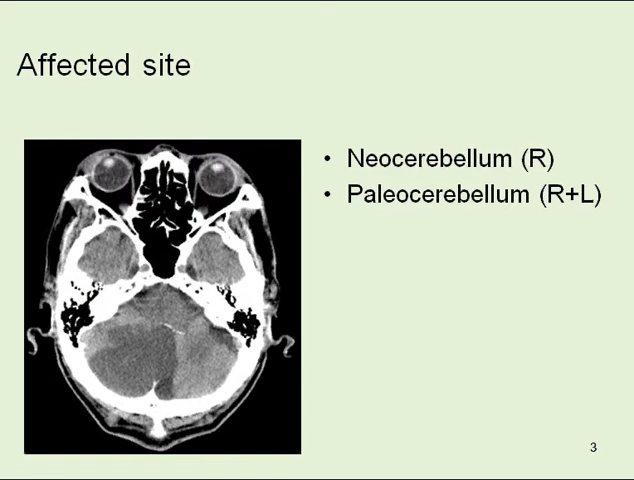 Affected site
• Neocerebellum (R)
• Paleocerebellum (R+L)
3